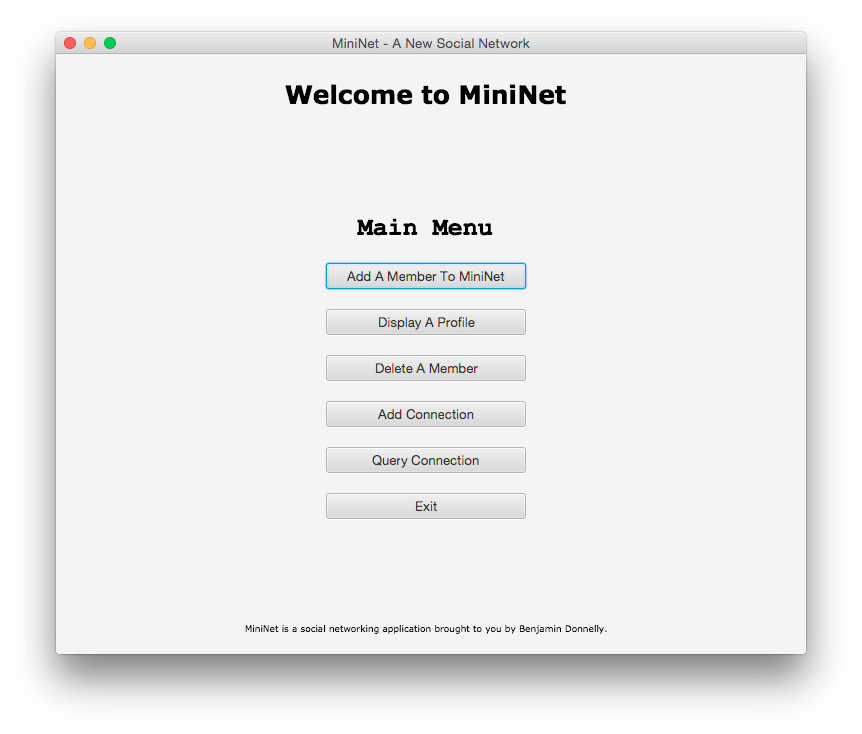 MiniNet - A New Social Network
Welcome to MiniNet
Main Menu
Add A Member To MiniNet
Display A Profile
Delete A Member
Add Connection
Query Connection
Exit
MiniNet is a social networking application brought to you by Benjamin Donnelly.